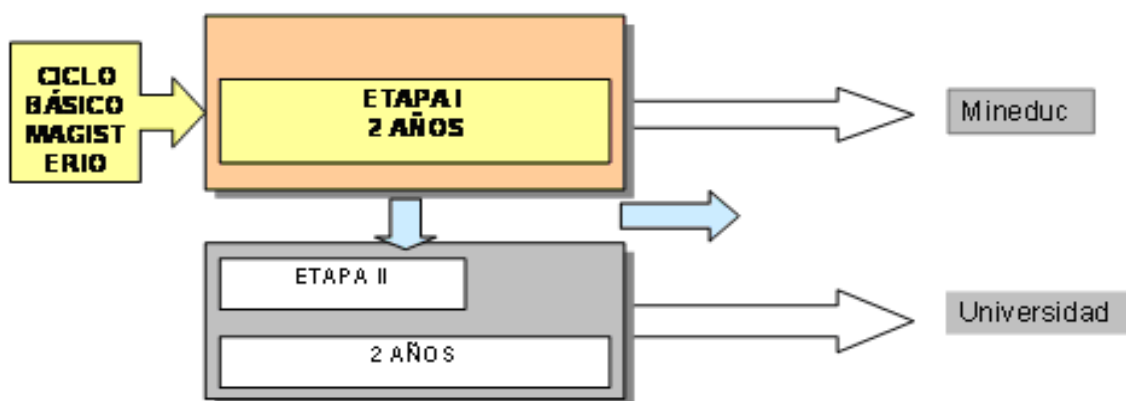 CICLO
BÁSICO
MAGIST
ERIO
ETAPA I
2 AÑOS
Mineduc
ETAPA II
2 AÑOS
Universidad